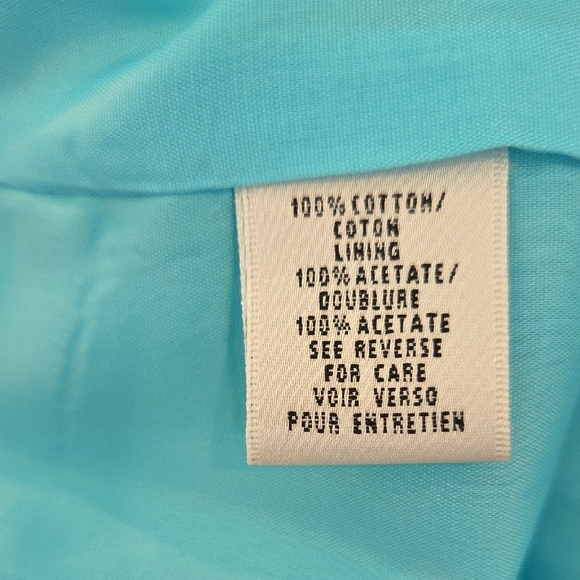 100% COTTON/
COTON
LINING
100% ACETATE/
DOUBLURE
100% ACETATE
SEE REVERSE
FOR CARE
VOIR VERSO
POUR ENTRETIEN